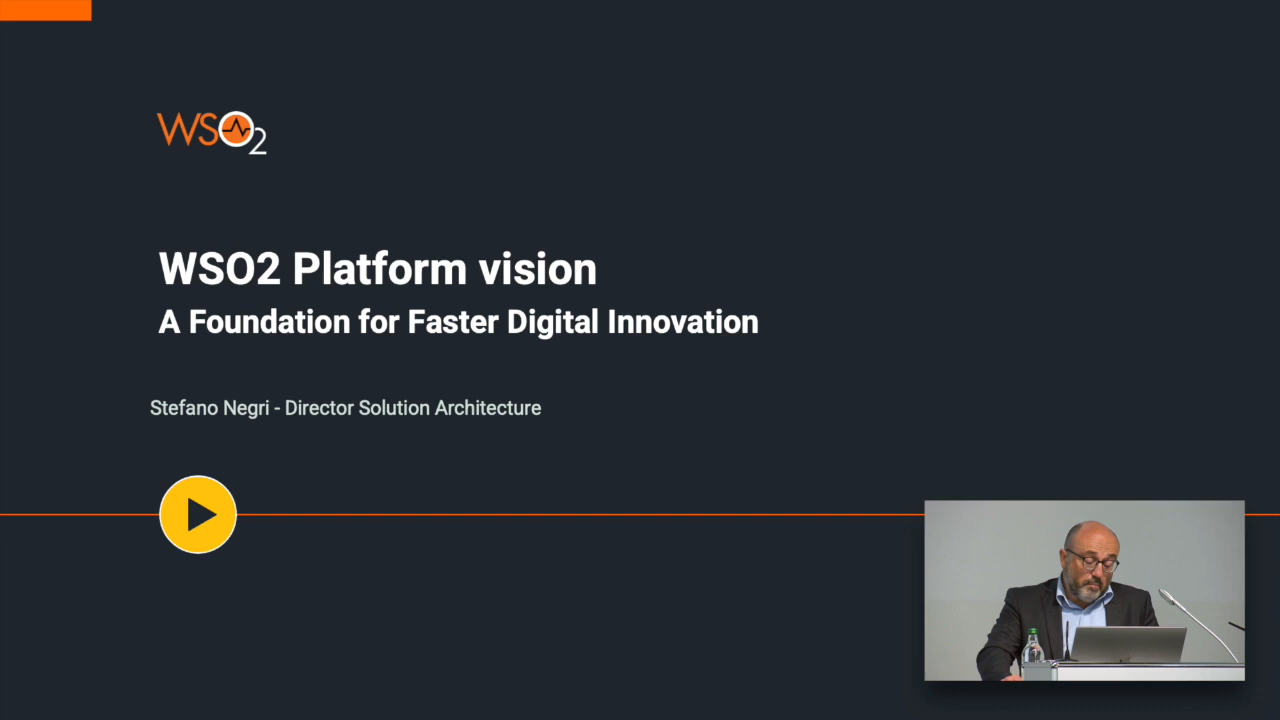 WSO2
WSO2 Platform vision
A Foundation for Faster Digital Innovation
Stefano Negri - Director Solution Architecture